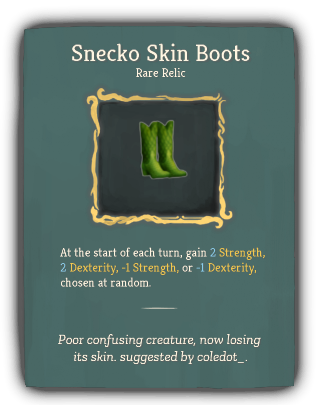 Snecko Skin Boots
Rare Relic
At the start of each turn, gain 2 Strength,
2 Dexterity, -1 Strength, or -1 Dexterity,
chosen at random.
Poor confusing creature, now losing
its skin. suggested by coledot_.